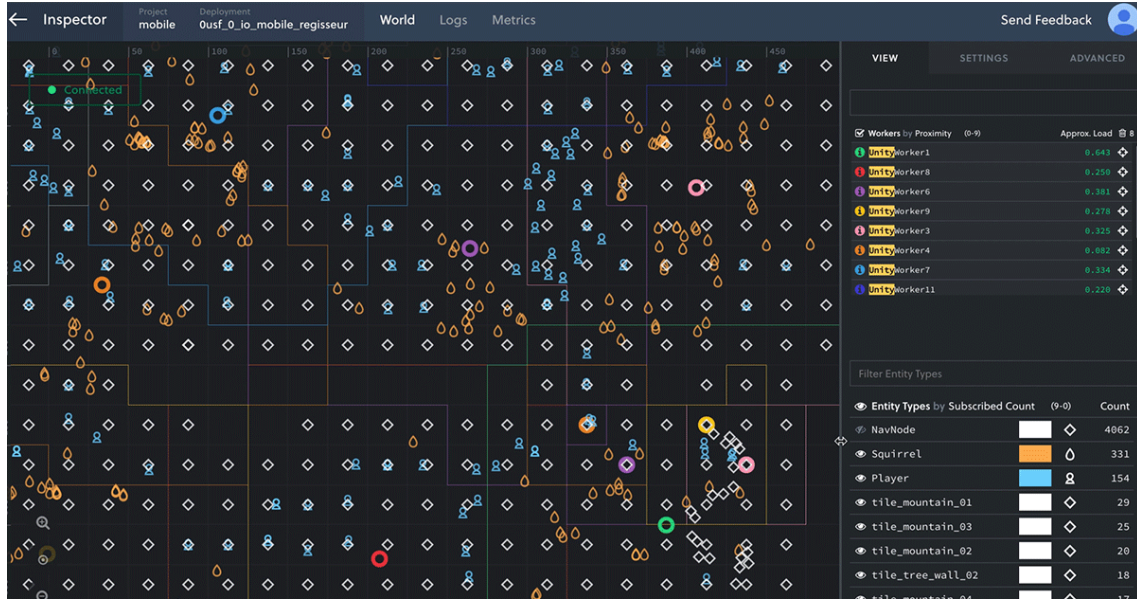 Inspector
Project
mobile
Deployment
0usf_0_io_mobile_regisseur
World
Logs
Metrics
Send Feedback
0 50 100 150 200 250 300 350 400 450
Connected
VIEW SETTINGS ADVANCED
Workers by Proximity (0-9) Approx. Load 8
UnityWorker1 0.643
UnityWorker8 0.250
UnityWorker6 0.381
UnityWorker9 0.278
UnityWorker3 0.325
UnityWorker4 0.082
UnityWorker7 0.334
UnityWorker11 0.220
Filter Entity Types
Entity Types by Subscribed Count (9-0) Count
NavNode 4062
Squirrel 331
Player 154
tile_mountain_01 29
tile_mountain_03 25
tile_mountain_02 20
tile_tree_wall_02 18
tile_mountain_04 17